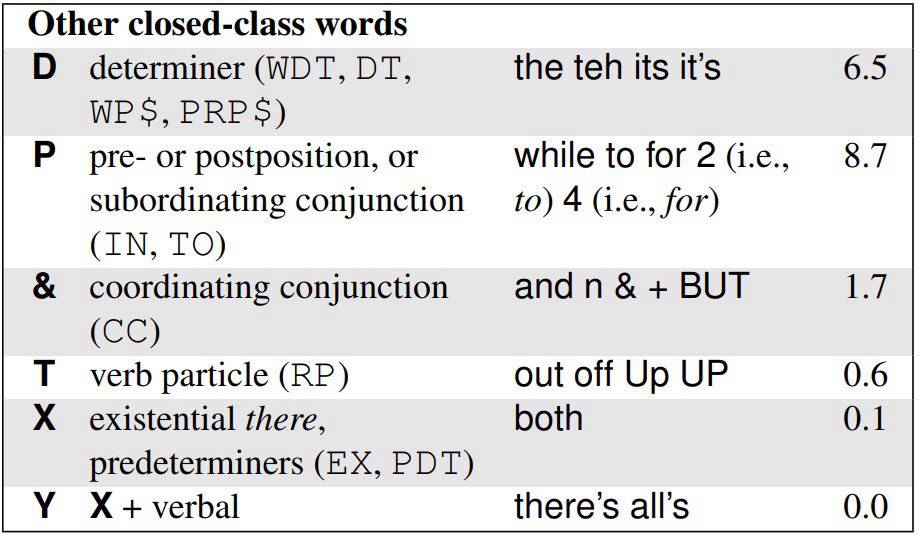 Other closed-class words
D determiner (WDT, DT, the teh its it's 6.5
WP$, PRP$)
P pre- or postposition, or while to for 2 (i.e., 8.7
subordinating conjunction to) 4 (i.e., for)
(IN, TO)
& coordinating conjunction and n & + BUT 1.7
(CC)
T verb particle (RP) out off Up UP 0.6
X existential there, both 0.1
predeterminers (EX, PDT)
Y X + verbal there's all's 0.0